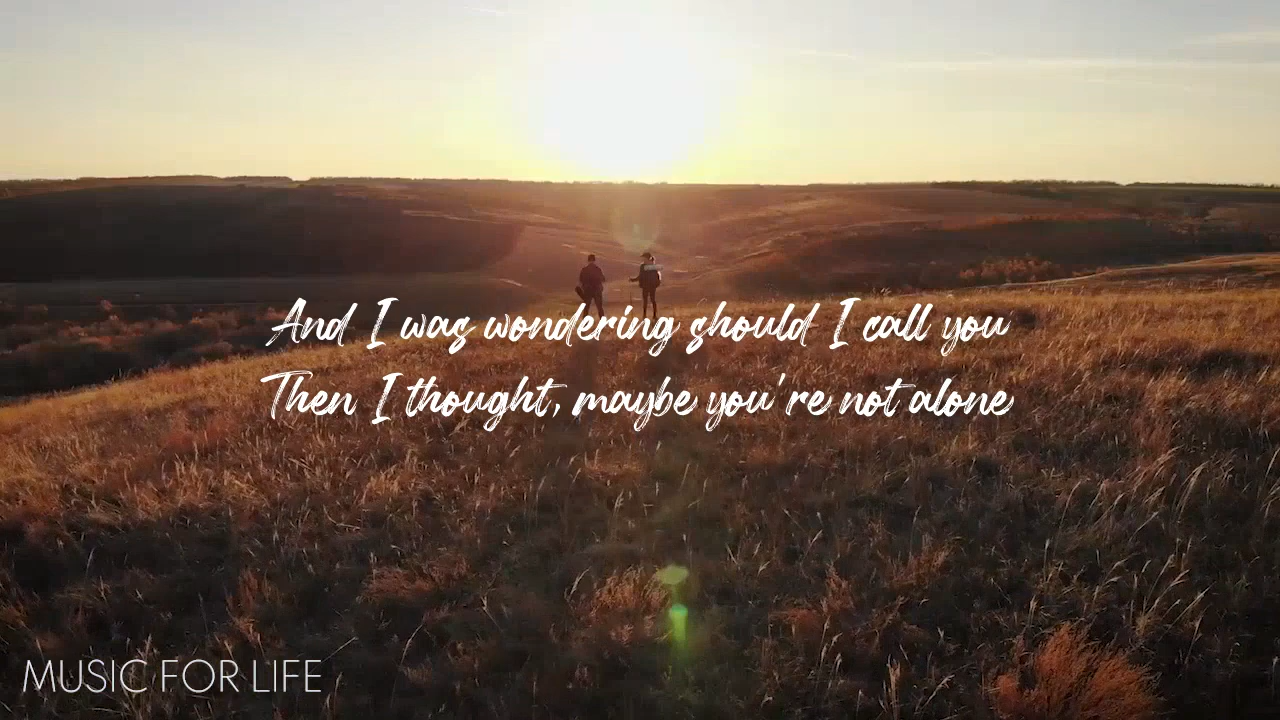 And I was wondering should I call you
Then I thought, maybe you're not alone
MUSIC FOR LIFE